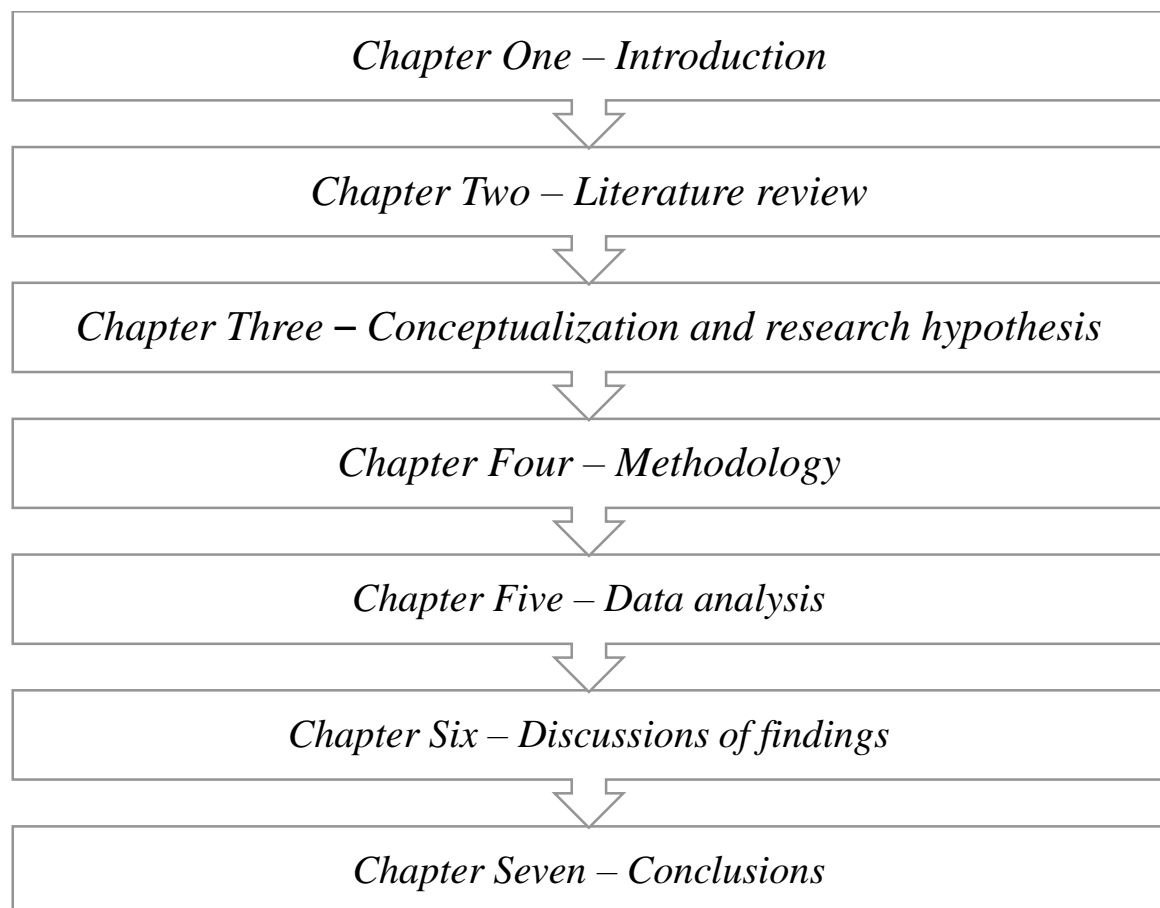 Chapter One – Introduction
Chapter Two – Literature review
Chapter Three – Conceptualization and research hypothesis
Chapter Four – Methodology
Chapter Five – Data analysis
Chapter Six – Discussions of findings
Chapter Seven – Conclusions